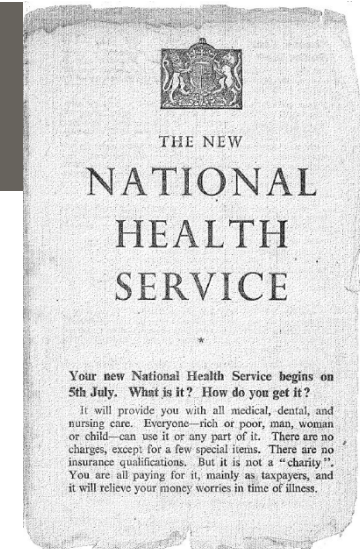 THE NEW
NATIONAL
HEALTH
SERVICE
*
Your new National Health Service begins on
5th July. What is it? How do you get it?
It will provide you with all medical, dental, and
nursing care. Everyone—rich or poor, man, woman
or child—can use it or any part of it. There are no
charges, except for a few special items. There are no
insurance qualifications. But it is not a "charity".
You are all paying for it, mainly as taxpayers, and
it will relieve your money worries in time of illness.